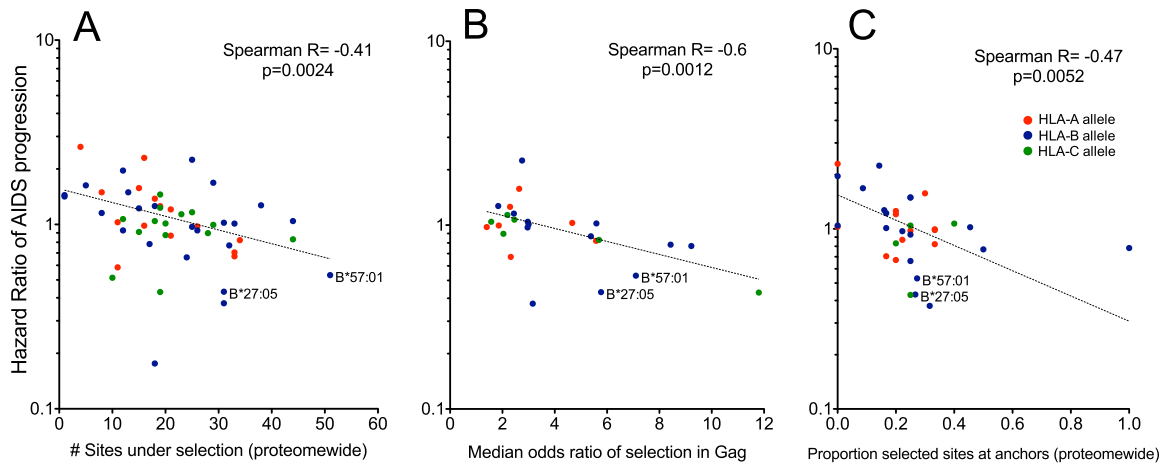 A
B
C
Spearman R= -0.41
p=0.0024
Spearman R= -0.6
p=0.0012
Spearman R= -0.47
p=0.0052
HLA-A allele
HLA-B allele
HLA-C allele
Hazard Ratio of AIDS progression
10
1
0.1
B*57:01
B*27:05
0 10 20 30 40 50 60
# Sites under selection (proteomewide)
10
1
0.1
B*57:01
B*27:05
0 2 4 6 8 10 12
Median odds ratio of selection in Gag
10
1
0.1
B*57:01
B*27:05
0.0 0.2 0.4 0.6 0.8 1.0
Proportion selected sites at anchors (proteomewide)